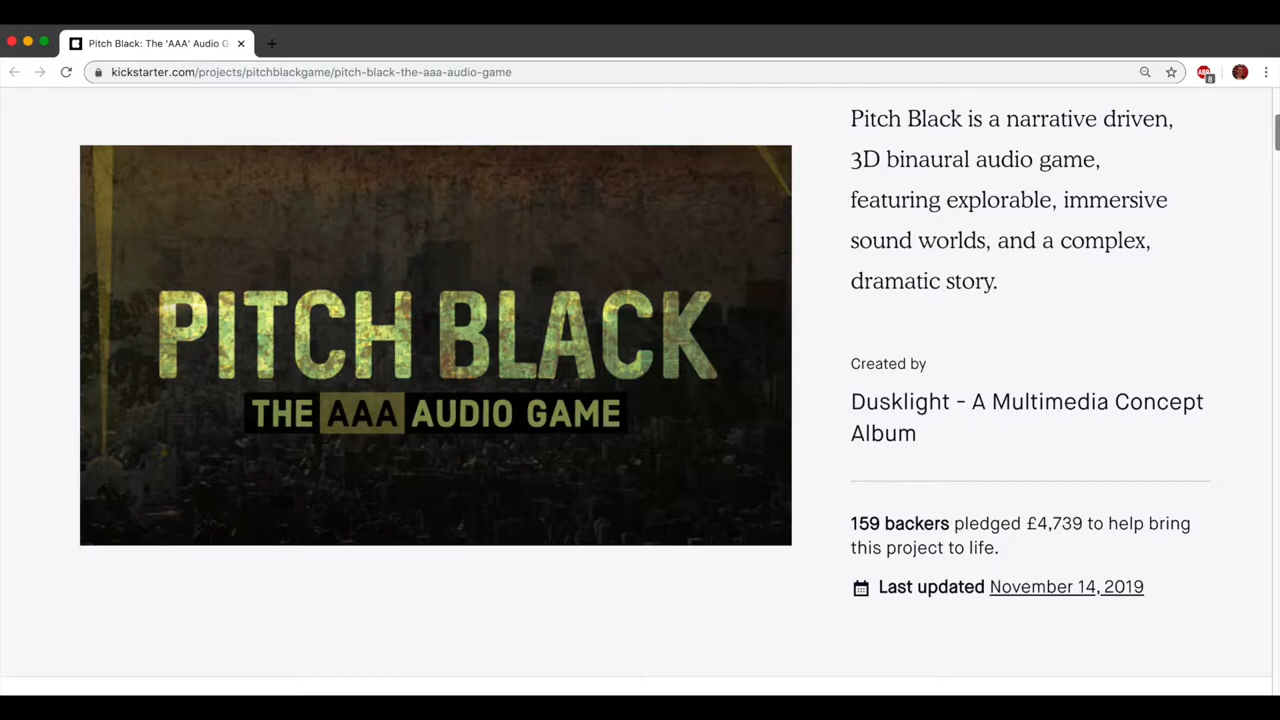 Pitch Black: The 'AAA' Audio G
kickstarter.com/projects/pitchblackgame/pitch-black-the-aaa-audio-game
ABP
8
PITCH BLACK
THE AAA AUDIO GAME
Pitch Black is a narrative driven,
3D binaural audio game,
featuring explorable, immersive
sound worlds, and a complex,
dramatic story.
Created by
Dusklight - A Multimedia Concept
Album
159 backers pledged £4,739 to help bring
this project to life.
Last updated November 14, 2019